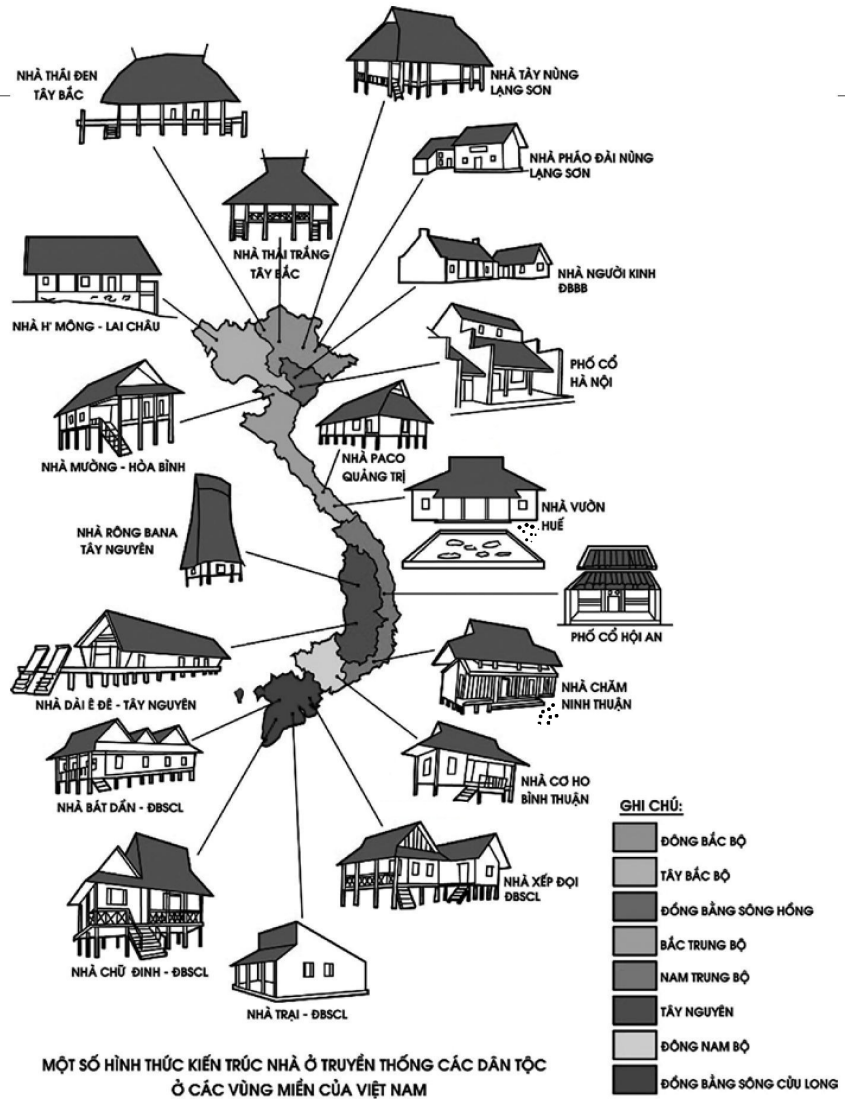 NHÀ THÁI ĐEN
TÂY BẮC
NHÀ TÀY NÙNG
LẠNG SƠN
NHÀ PHÁO ĐÀI NÙNG
LẠNG SƠN
NHÀ THÁI TRẮNG
TÂY BẮC
NHÀ NGƯỜI KINH
ĐBBB
NHÀ H' MÔNG - LAI CHÂU
PHỐ CỔ
HÀ NỘI
NHÀ MƯỜNG - HÒA BÌNH
NHÀ PACO
QUẢNG TRỊ
NHÀ VƯỜN
HUẾ
NHÀ RÔNG BANA
TÂY NGUYÊN
PHỐ CỔ HỘI AN
NHÀ DÀI Ê ĐÊ - TÂY NGUYÊN
NHÀ CHĂM
NINH THUẬN
NHÀ BÁT DẦN - ĐBSCL
NHÀ CƠ HO
BÌNH THUẬN
NHÀ XẾP ĐỌI
ĐBSCL
NHÀ CHỮ ĐINH - ĐBSCL
NHÀ TRẠI - ĐBSCL
GHI CHÚ:
ĐÔNG BẮC BỘ
TÂY BẮC BỘ
ĐỒNG BẰNG SÔNG HỒNG
BẮC TRUNG BỘ
NAM TRUNG BỘ
TÂY NGUYÊN
ĐÔNG NAM BỘ
ĐỒNG BẰNG SÔNG CỬU LONG
MỘT SỐ HÌNH THỨC KIẾN TRÚC NHÀ Ở TRUYỀN THỐNG CÁC DÂN TỘC
Ở CÁC VÙNG MIỀN CỦA VIỆT NAM